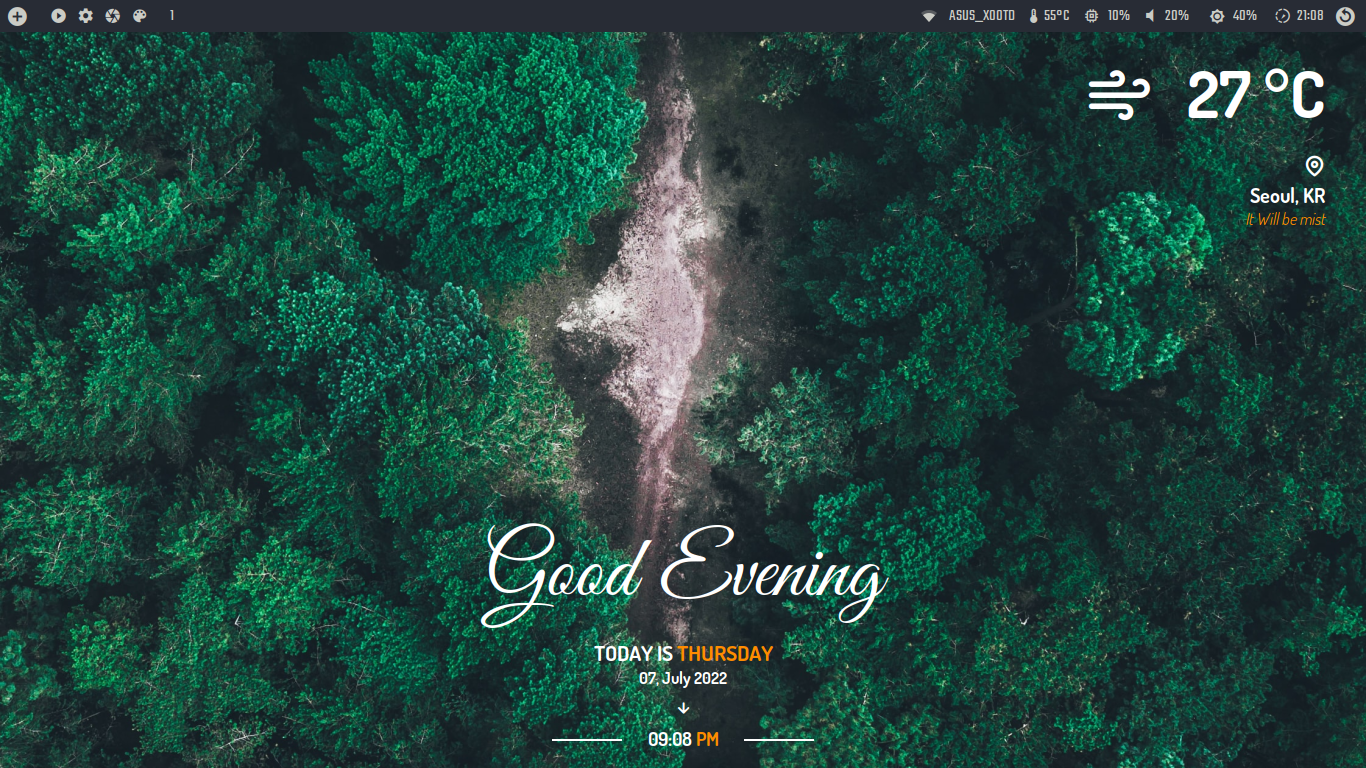 1 ASUS_X00TD 55°C 10% 20% 40% 21:08
27 °C
Seoul, KR
It Will be mist
Good Evening
TODAY IS THURSDAY
07, July 2022
09:08 PM